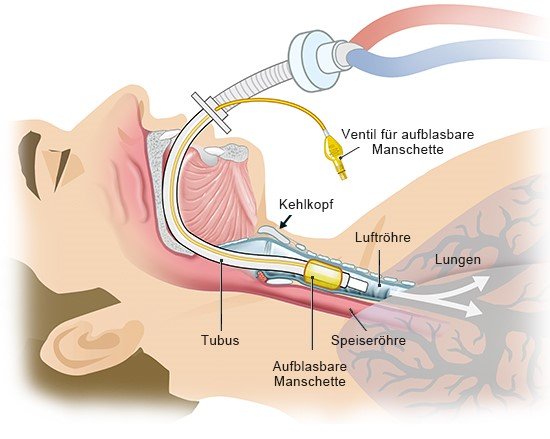 Ventil für aufblasbare
Manschette
Kehlkopf
Luftröhre
Lungen
Tubus
Speiseröhre
Aufblasbare
Manschette